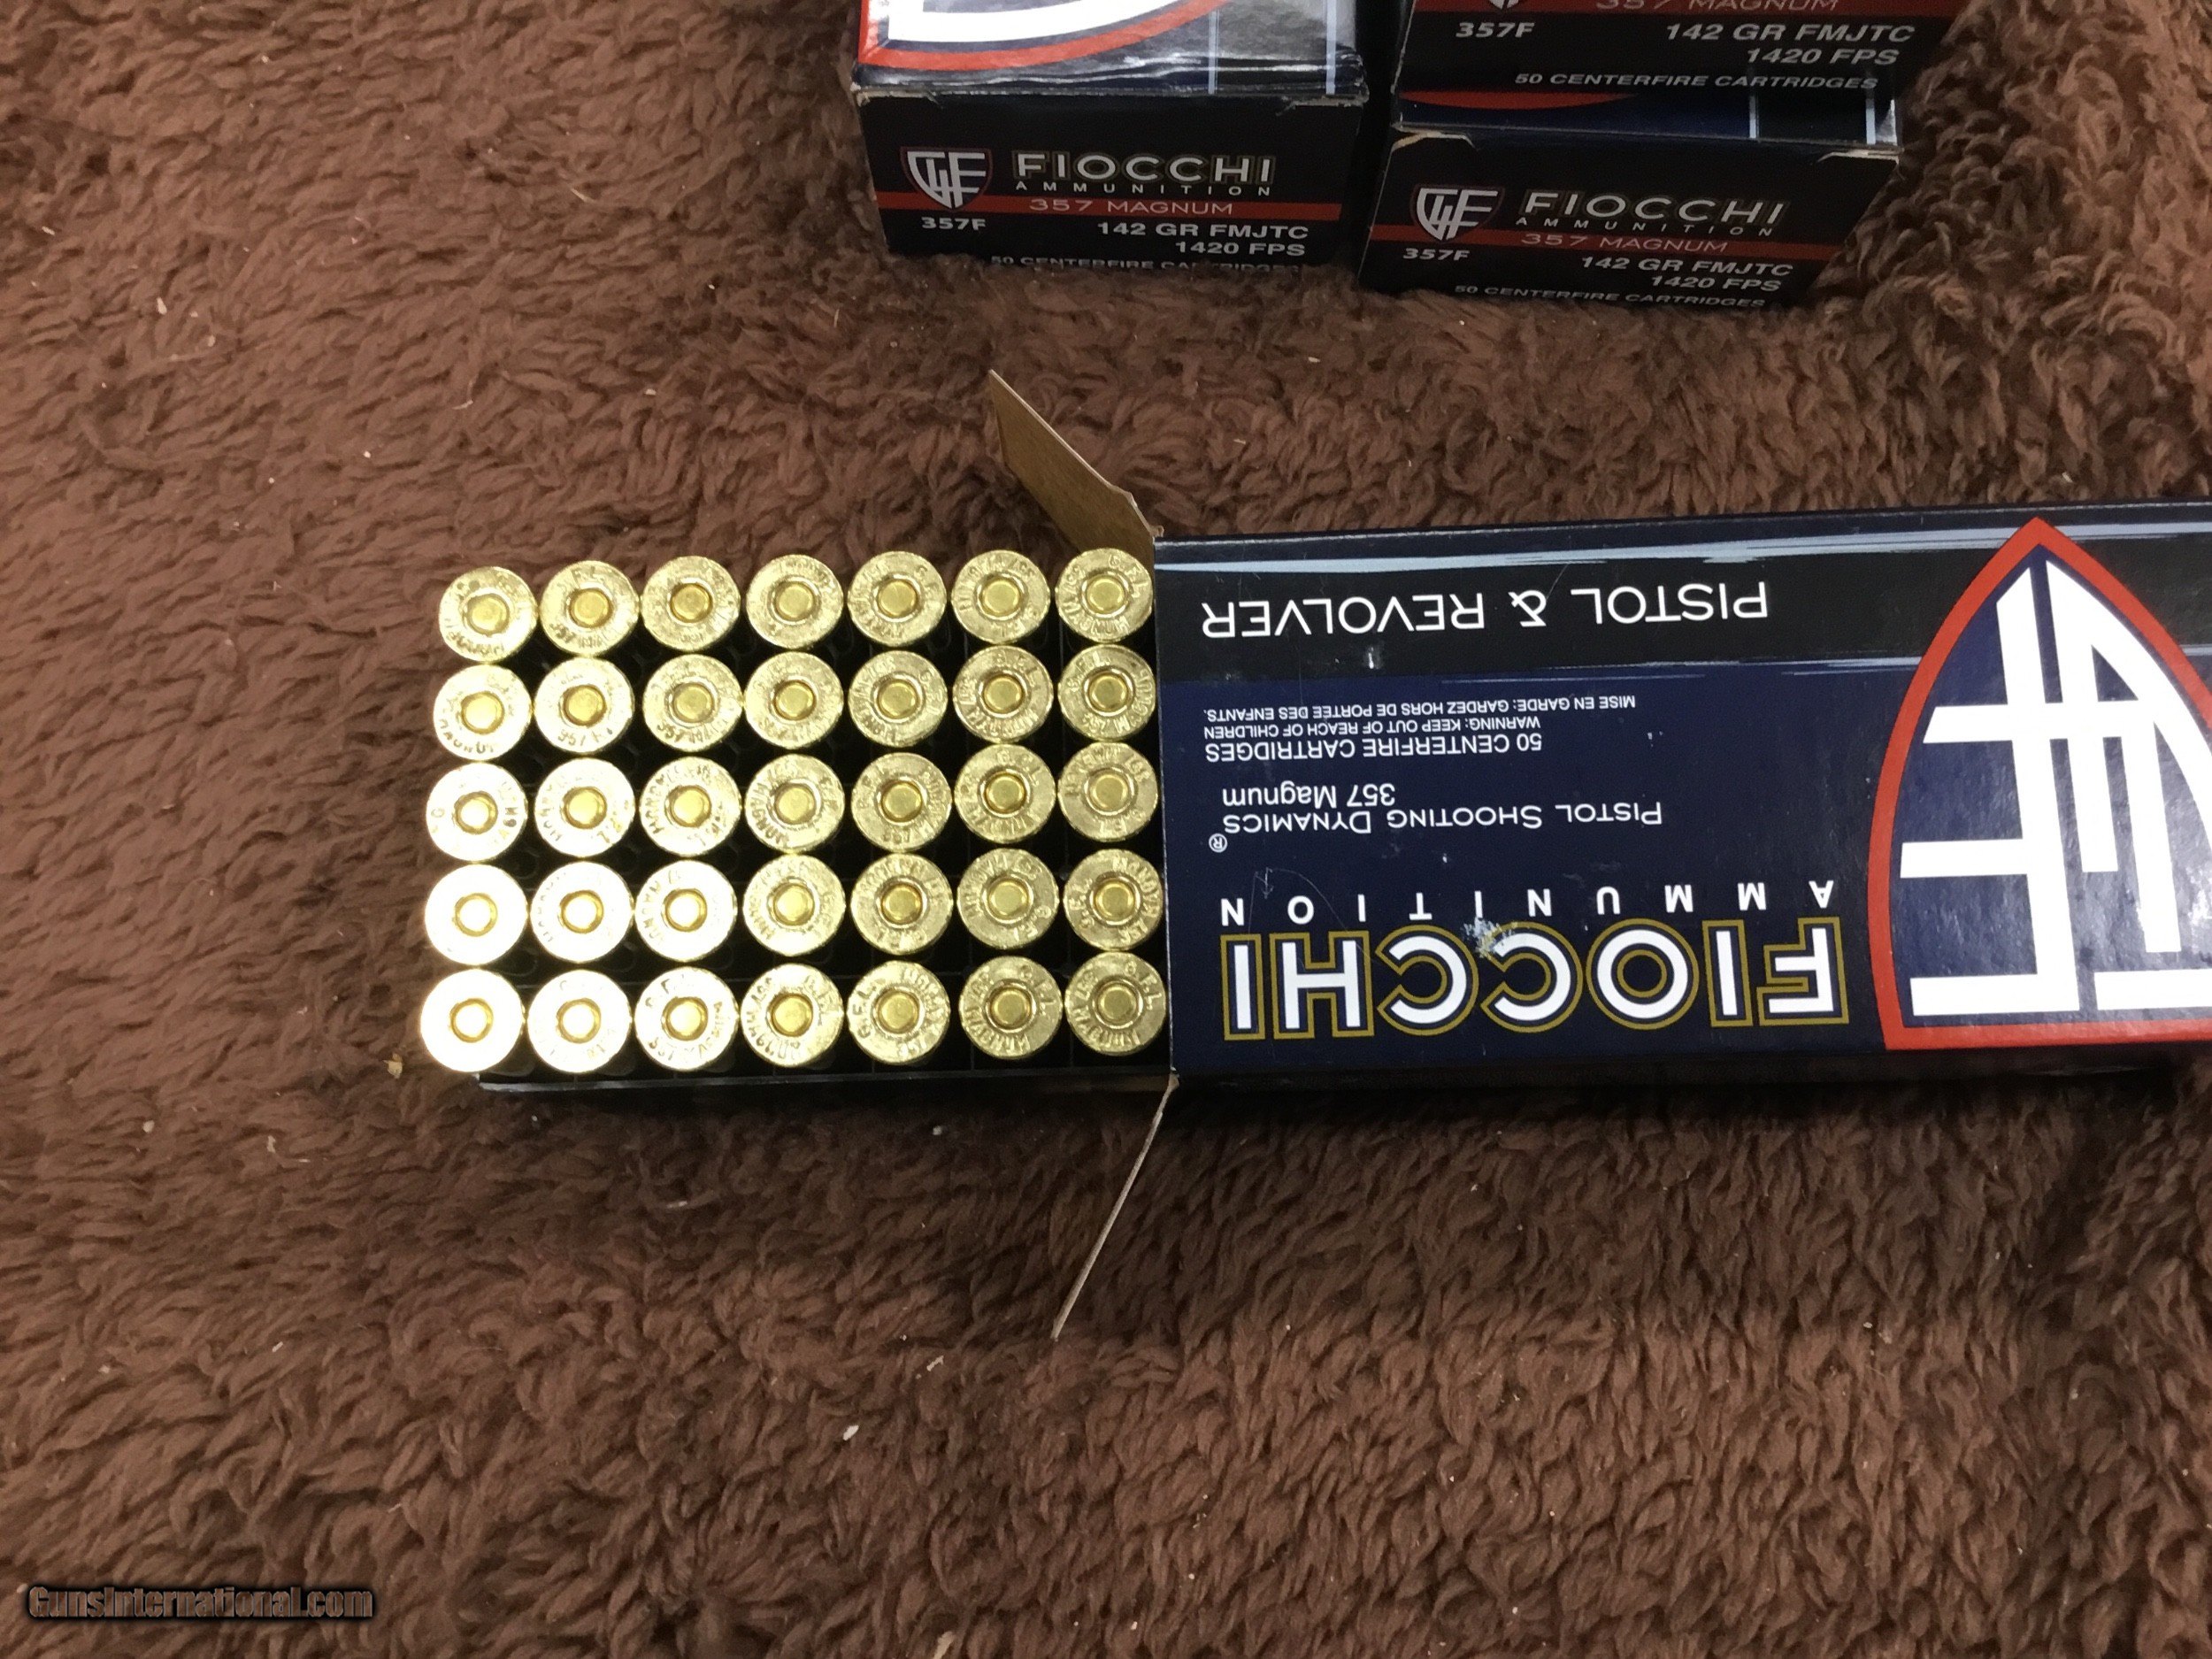 357 MAGNUM
357F
142 GR FMJTC
1420 FPS
50 CENTERFIRE CARTRIDGES
FIOCCHI
AMMUNITION
357 MAGNUM
357F
142 GR FMJTC
1420 FPS
50 CENTERFIRE CARTRIDGES
FIOCCHI
AMMUNITION
357 MAGNUM
357F
142 GR FMJTC
1420 FPS
50 CENTERFIRE CARTRIDGES
FIOCCHI
AMMUNITION
PISTOL SHOOTING DYNAMICS®
357 Magnum
50 CENTERFIRE CARTRIDGES
WARNING: KEEP OUT OF REACH OF CHILDREN
MISE EN GARDE: GARDEZ HORS DE PORTÉE DES ENFANTS.
PISTOL & REVOLVER
GunsInternational.com